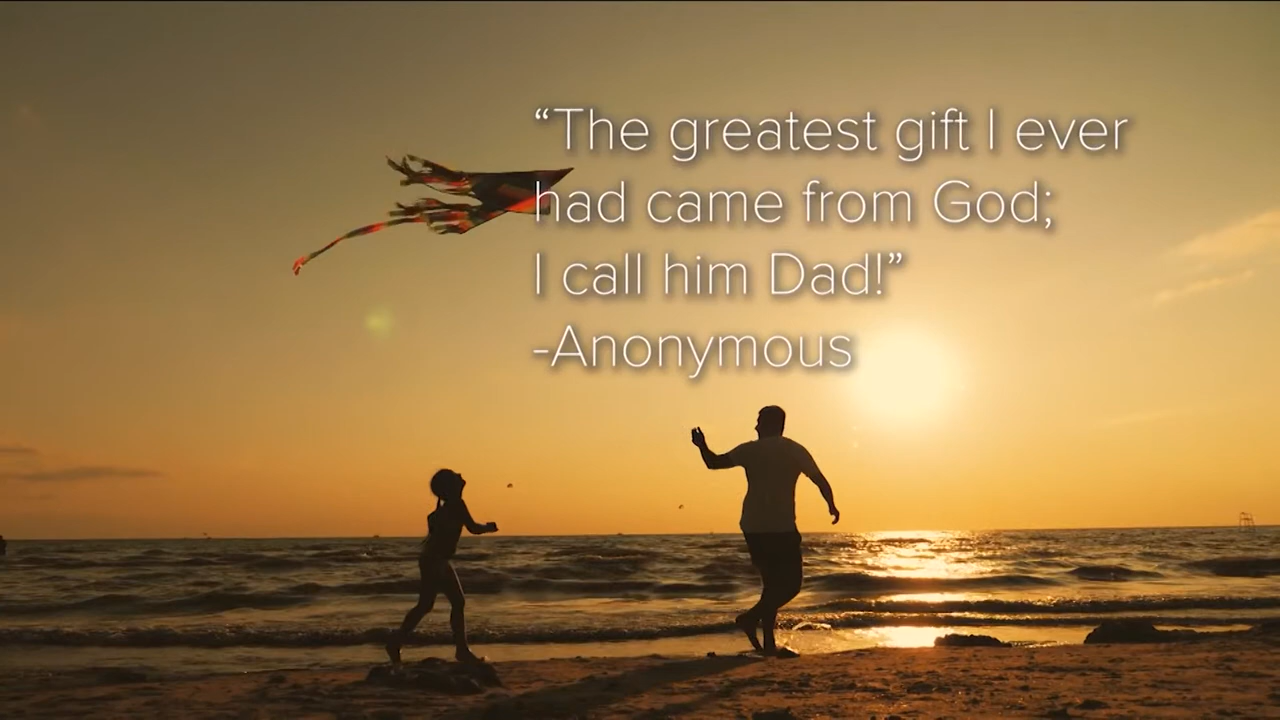 “The greatest gift I ever
had came from God;
I call him Dad!”
-Anonymous